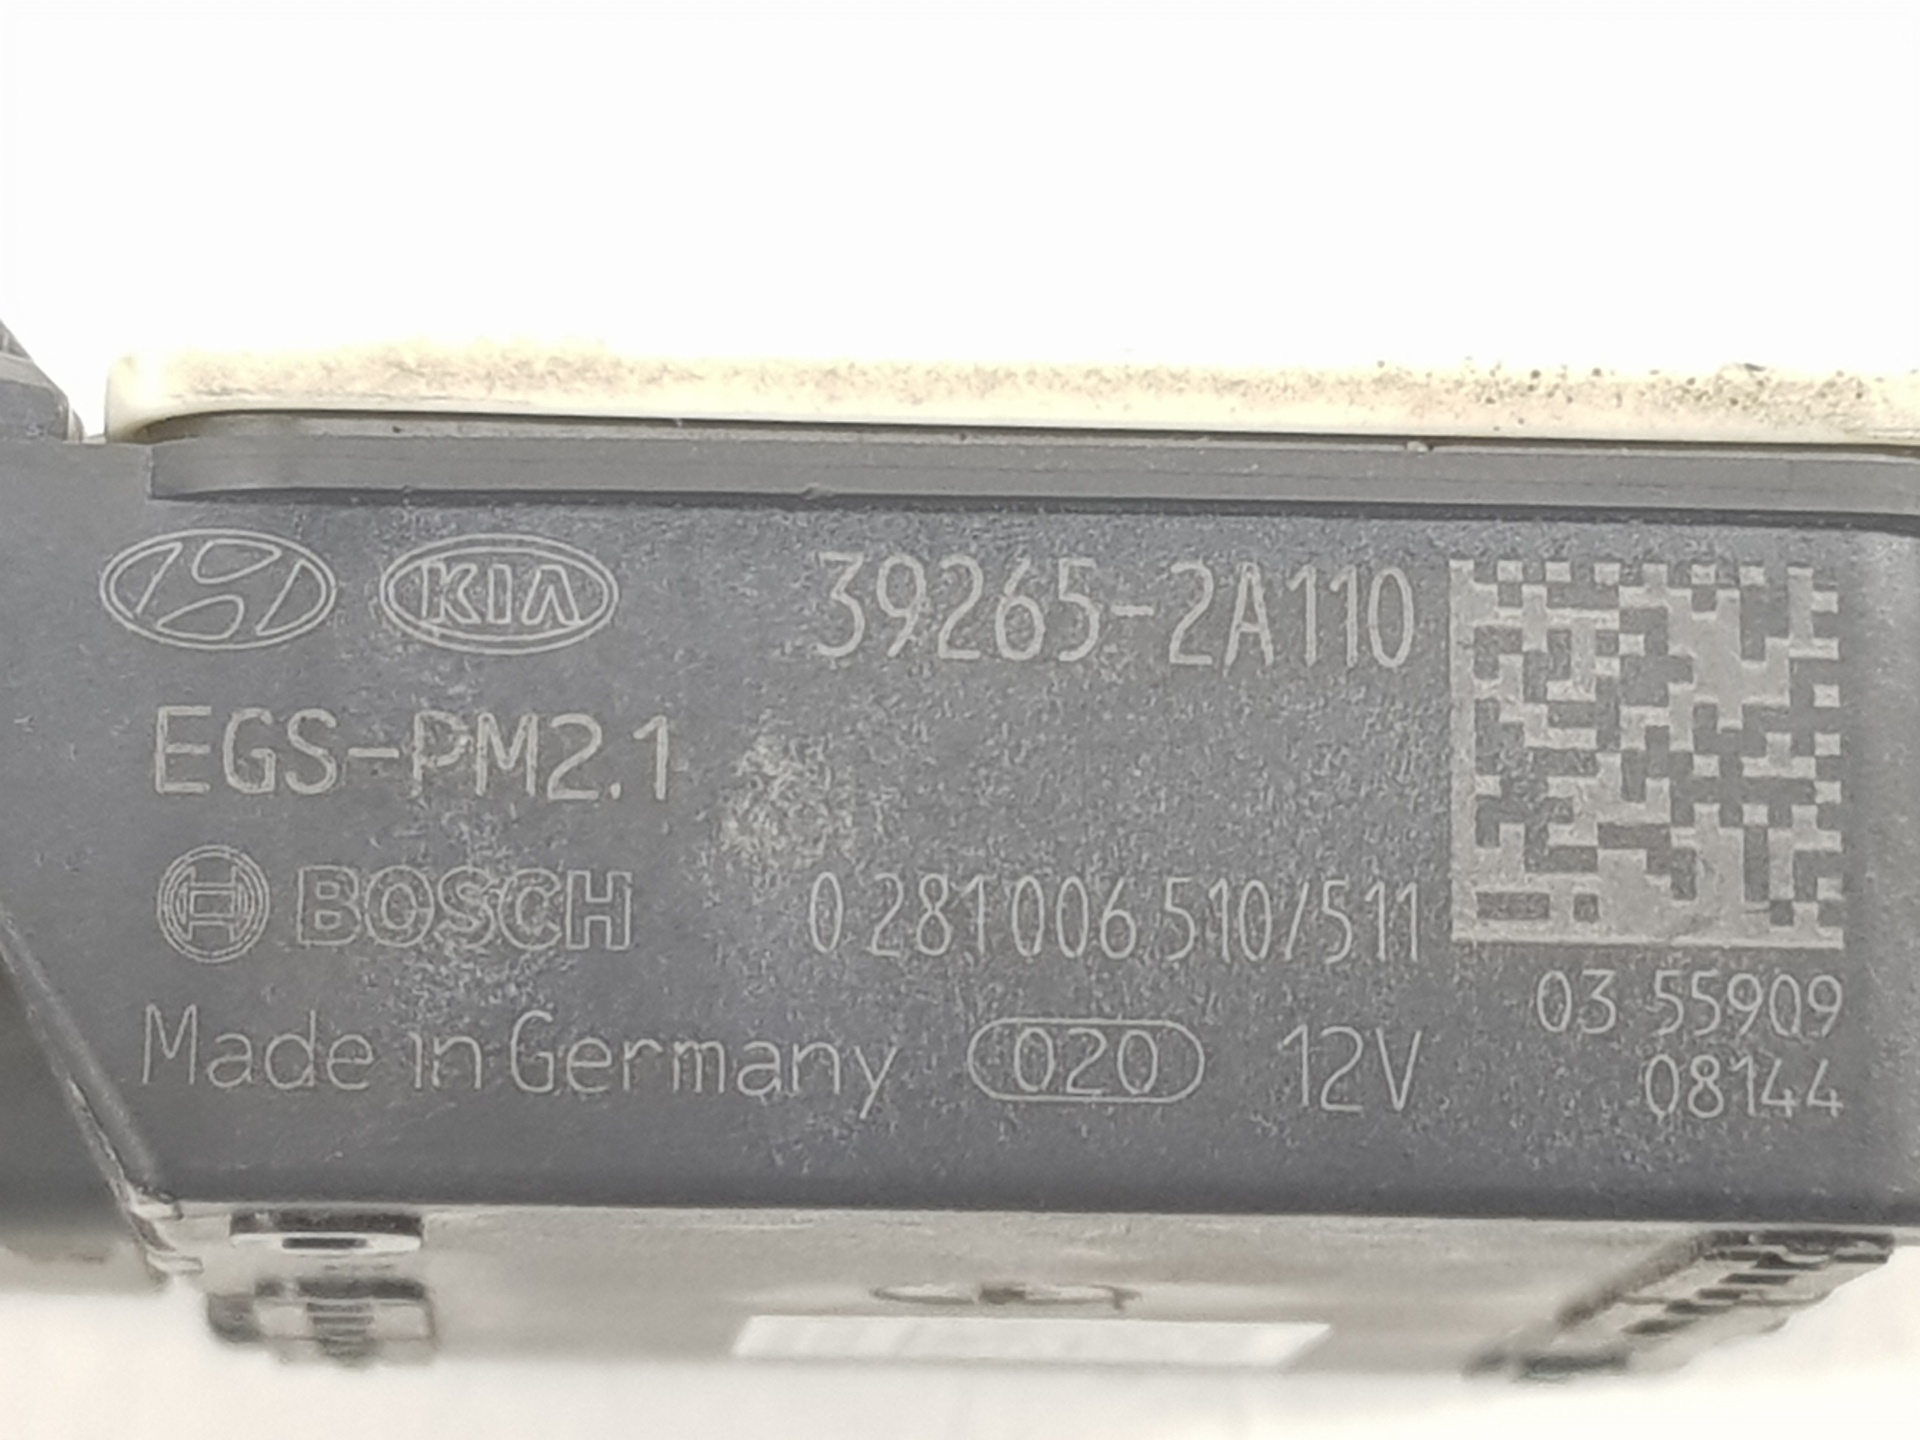 KIA 39265-2A110
EGS-PM2.1
BOSCH 0 281 006 510/511
03 55909
Made in Germany 020 12V
08144